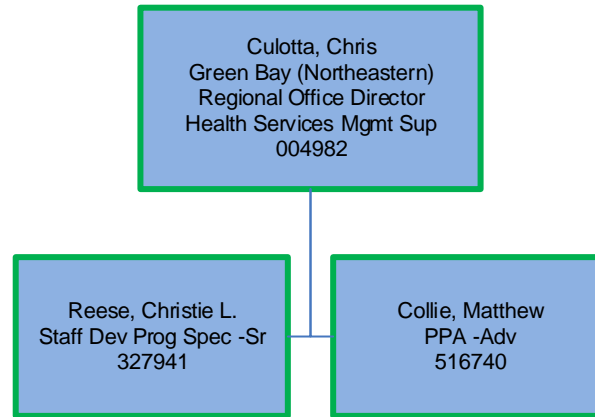 Culotta, Chris
Green Bay (Northeastern)
Regional Office Director
Health Services Mgmt Sup
004982
Reese, Christie L.
Staff Dev Prog Spec -Sr
327941
Collie, Matthew
PPA -Adv
516740